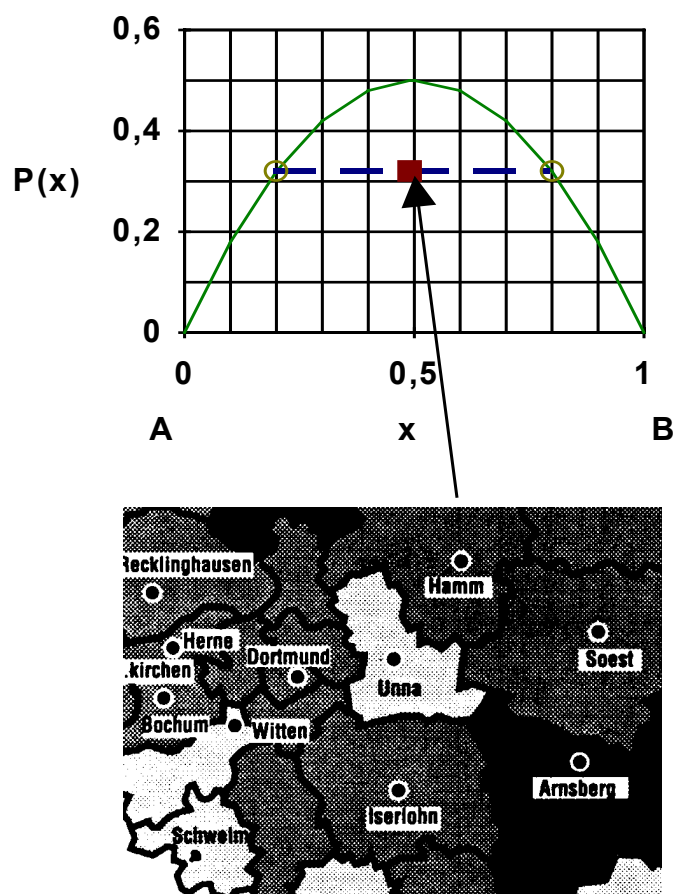 0,6
0,4
P(x)
0,2
0
0 0,5 1
A x B
Recklinghausen
Hamm
Herne
Dortmund
Soest
.kirchen
Unna
Bochum
Witten
Arnsberg
Iserlohn
Schwelm